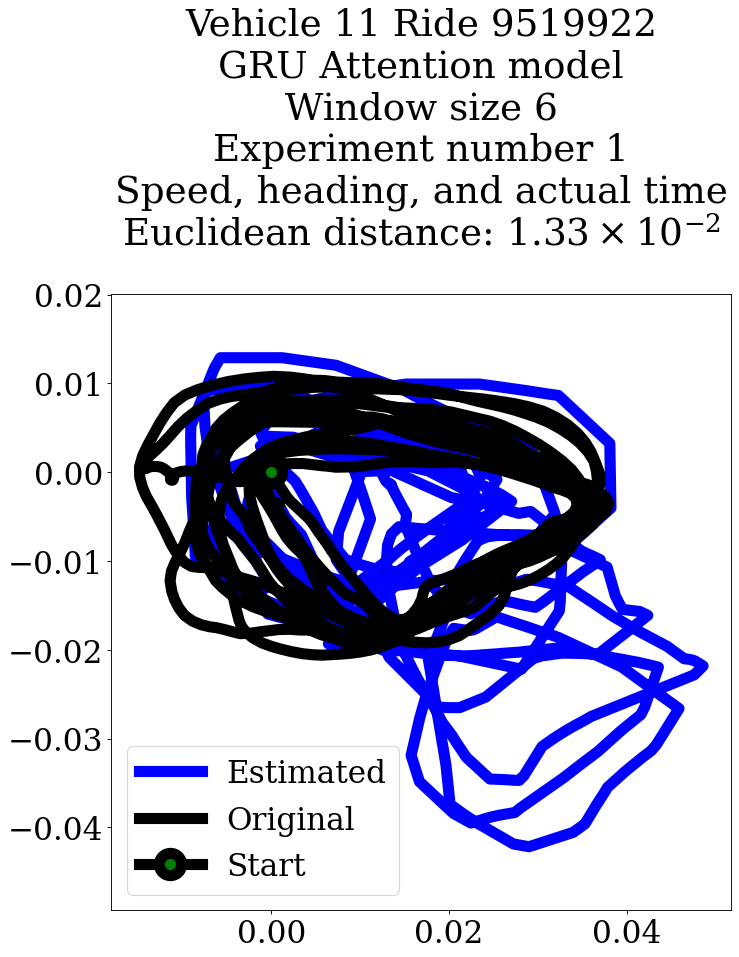 Vehicle 11 Ride 9519922
GRU Attention model
Window size 6
Experiment number 1
Speed, heading, and actual time
Euclidean distance: 1.33 × 10⁻²
0.02
0.01
0.00
−0.01
−0.02
−0.03
−0.04
Estimated
Original
Start
0.00 0.02 0.04